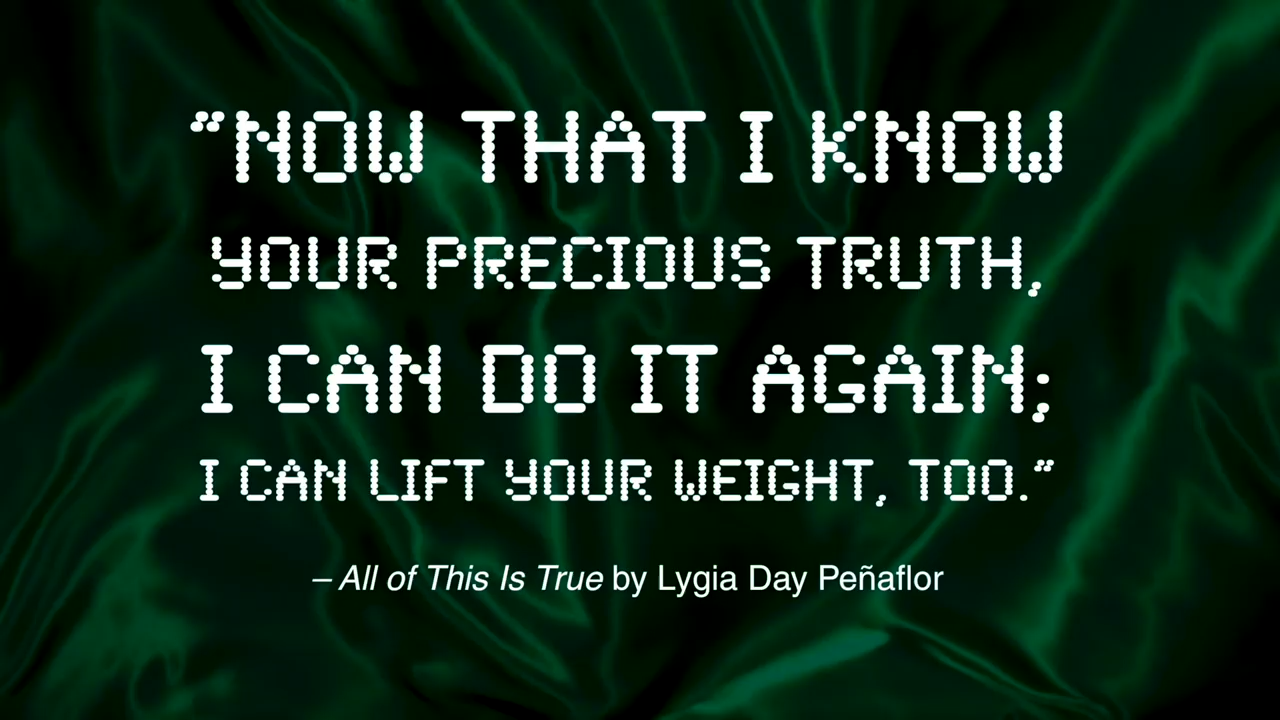 “NOW THAT I KNOW
YOUR PRECIOUS TRUTH,
I CAN DO IT AGAIN;
I CAN LIFT YOUR WEIGHT, TOO.”
– All of This Is True by Lygia Day Peñaflor